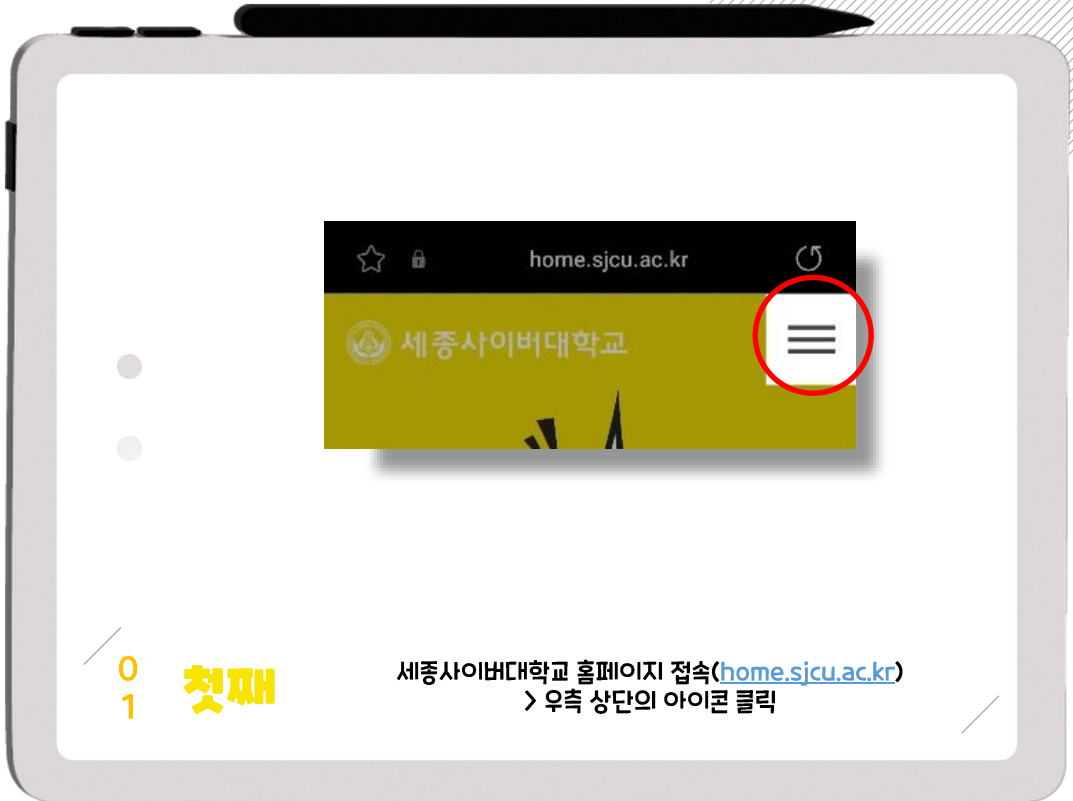 home.sjcu.ac.kr
세종사이버대학교
01
첫째
세종사이버대학교 홈페이지 접속(home.sjcu.ac.kr)
> 우측 상단의 아이콘 클릭